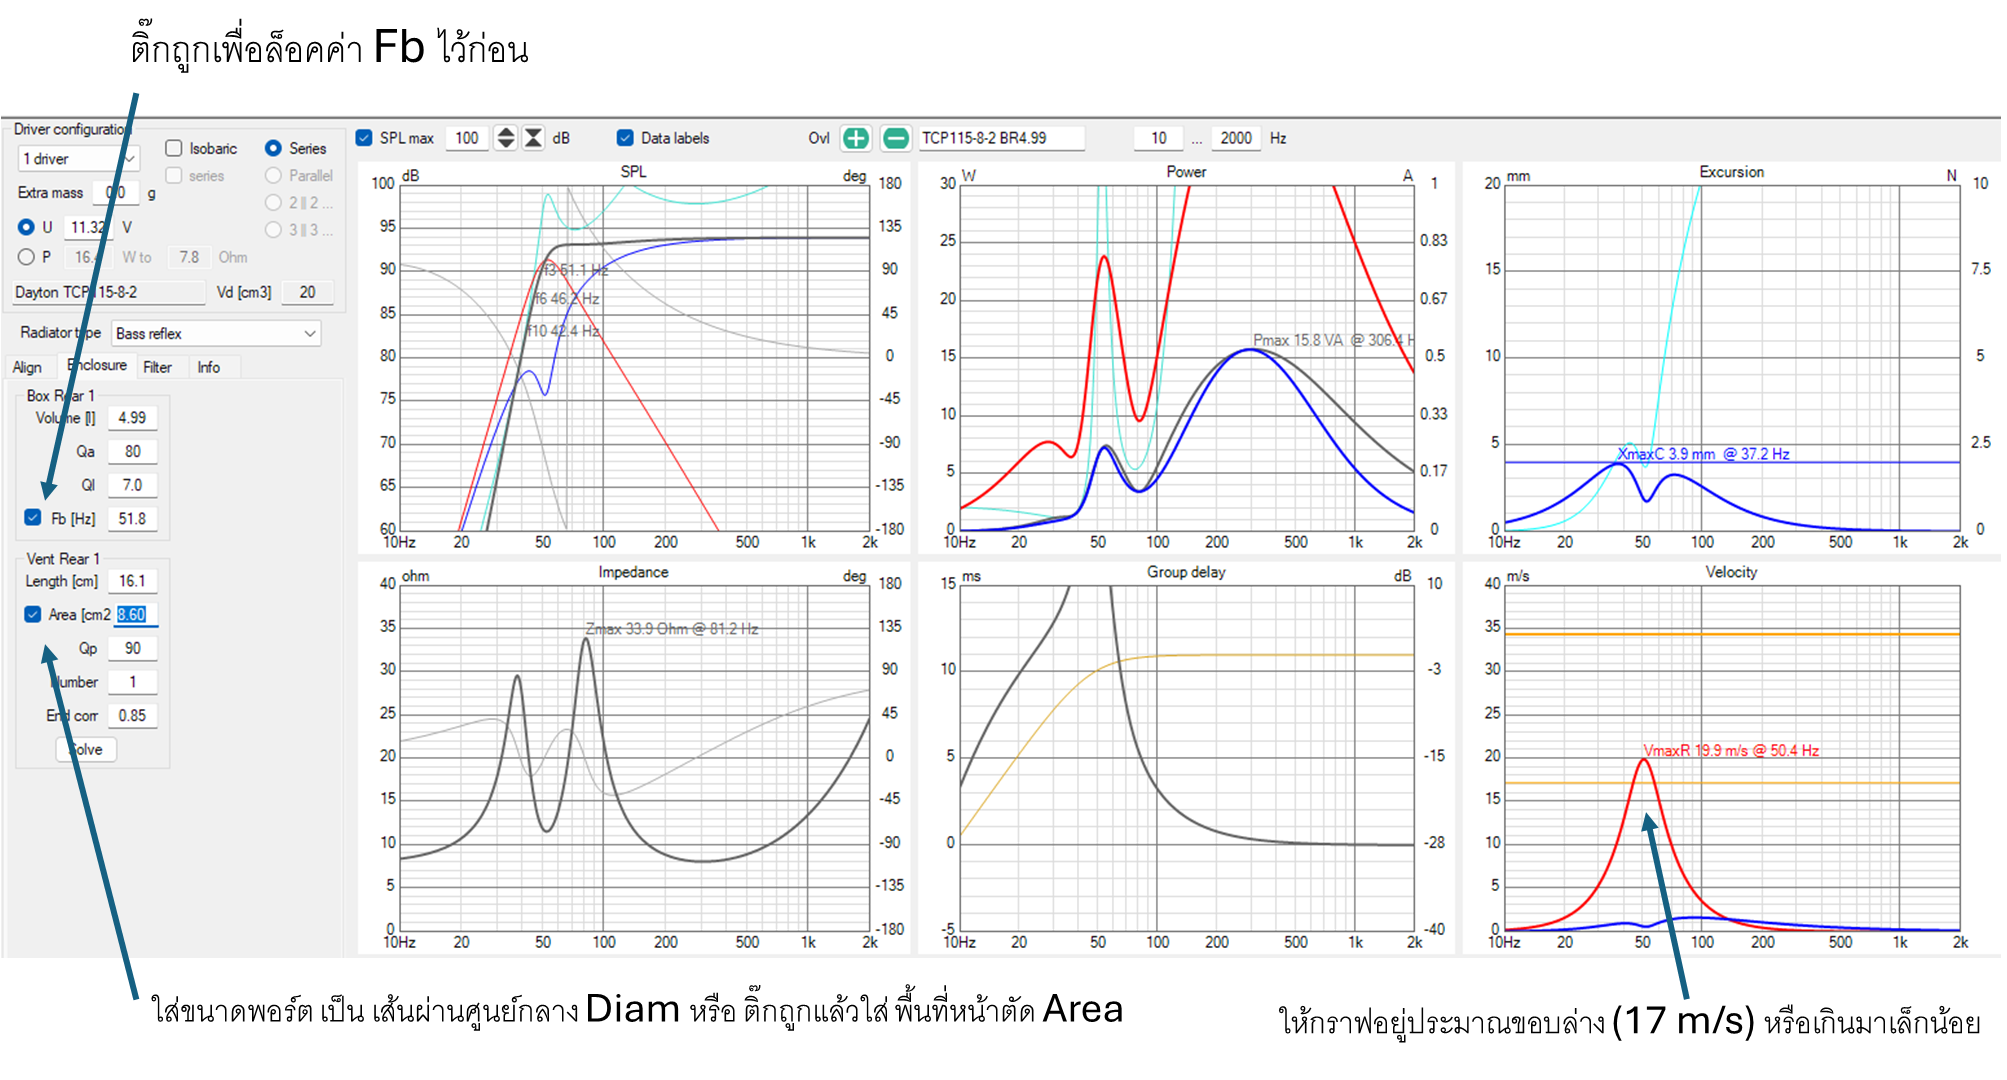 ติ๊กถูกเพื่อล็อคค่า Fb ไว้ก่อน
Driver configuration
1 driver
Isobaric
series
Series
Parallel
2 || 2 ...
3 || 3 ...
Extra mass 0.0 g
U 11.32 V
P 16. W to 7.8 Ohm
Dayton TCP115-8-2 Vd [cm3] 20
Radiator type Bass reflex
Align Enclosure Filter Info
Box Rear 1
Volume [l] 4.99
Qa 80
Ql 7.0
Fb [Hz] 51.8
Vent Rear 1
Length [cm] 16.1
Area [cm2 8.60
Qp 90
Number 1
End corr 0.85
Solve
SPL max 100 dB Data labels Ovl TCP115-8-2 BR4.99 10 ... 2000 Hz
dB SPL deg
100 95 90 85 80 75 70 65 60
180 135 90 45 0 -45 -90 -135 -180
f3 51.1 Hz
f6 46.2 Hz
f10 42.4 Hz
10Hz 20 50 100 200 500 1k 2k
W Power A
30 25 20 15 10 5 0
1 0.83 0.67 0.5 0.33 0.17 0
Pmax 15.8 VA @ 306.4 H
10Hz 20 50 100 200 500 1k 2k
mm Excursion N
20 15 10 5 0
10 7.5 5 2.5 0
XmaxC 3.9 mm @ 37.2 Hz
10Hz 20 50 100 200 500 1k 2k
ohm Impedance deg
40 35 30 25 20 15 10 5 0
180 135 90 45 0 -45 -90 -135 -180
Zmax 33.9 Ohm @ 81.2 Hz
10Hz 20 50 100 200 500 1k 2k
ms Group delay dB
15 10 5 0 -5
10 -3 -15 -28 -40
10Hz 20 50 100 200 500 1k 2k
m/s Velocity
40 35 30 25 20 15 10 5 0
VmaxR 19.9 m/s @ 50.4 Hz
10Hz 20 50 100 200 500 1k 2k
ใส่ขนาดพอร์ต เป็น เส้นผ่านศูนย์กลาง Diam หรือ ติ๊กถูกแล้วใส่ พื้นที่หน้าตัด Area
ให้กราฟอยู่ประมาณขอบล่าง (17 m/s) หรือเกินมาเล็กน้อย